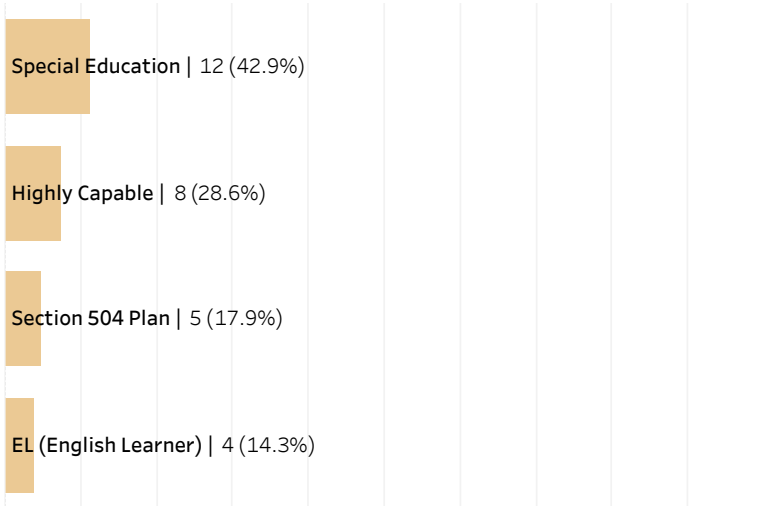 Special Education | 12 (42.9%)
Highly Capable | 8 (28.6%)
Section 504 Plan | 5 (17.9%)
EL (English Learner) | 4 (14.3%)